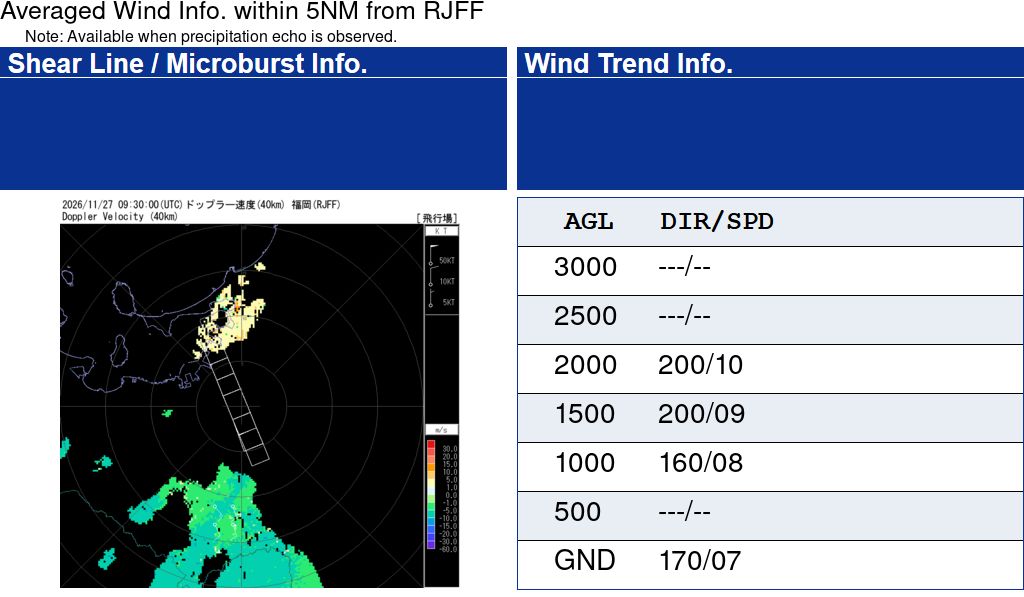 Averaged Wind Info. within 5NM from RJFF
Note: Available when precipitation echo is observed.
Shear Line / Microburst Info.
Wind Trend Info.
2026/11/27 09:30:00(UTC) ドップラー速度(40km) 福岡(RJFF)
Doppler Velocity (40km)
[飛行場]
KT
50KT
10KT
5KT
m/s
30.0
20.0
15.0
10.0
5.0
1.0
0.0
-1.0
-5.0
-10.0
-15.0
-20.0
-30.0
-60.0
AGL DIR/SPD
3000 ---/--
2500 ---/--
2000 200/10
1500 200/09
1000 160/08
500 ---/--
GND 170/07